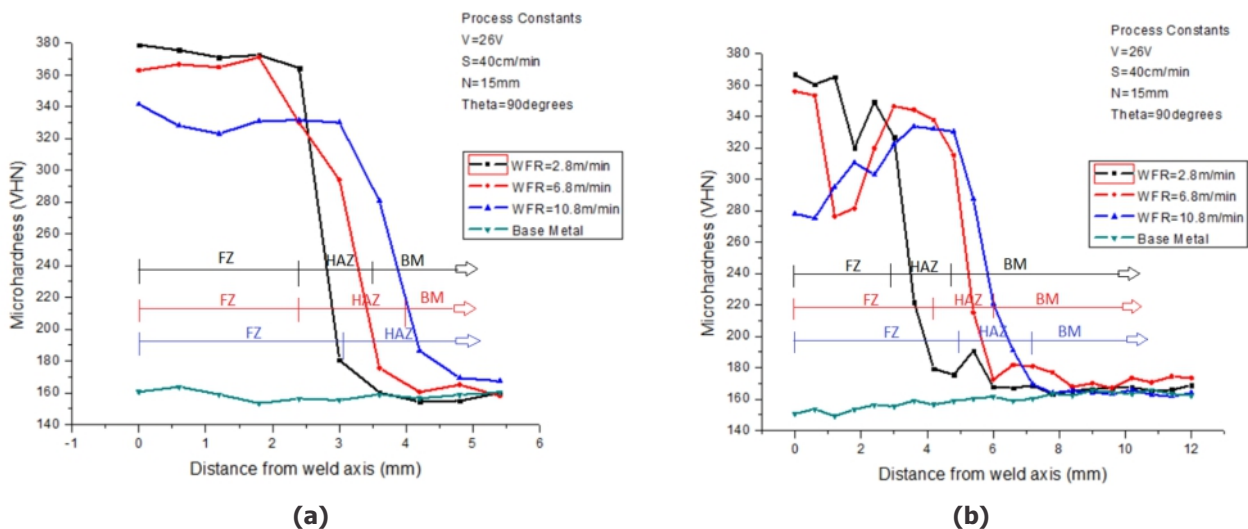 Process Constants
V=26V
S=40cm/min
N=15mm
Theta=90degrees
380
360
340
320
300
280
260
240
220
200
180
160
140
Microhardness (VHN)
WFR=2.8m/min
WFR=6.8m/min
WFR=10.8m/min
Base Metal
FZ HAZ BM
FZ HAZ BM
FZ HAZ
-1 0 1 2 3 4 5 6
Distance from weld axis (mm)
(a)
Process Constants
V=26V
S=40cm/min
N=15mm
Theta=90degrees
380
360
340
320
300
280
260
240
220
200
180
160
140
Microhardness (VHN)
WFR=2.8m/min
WFR=6.8m/min
WFR=10.8m/min
Base Metal
FZ HAZ BM
FZ HAZ BM
FZ HAZ BM
0 2 4 6 8 10 12
Distance from weld axis (mm)
(b)